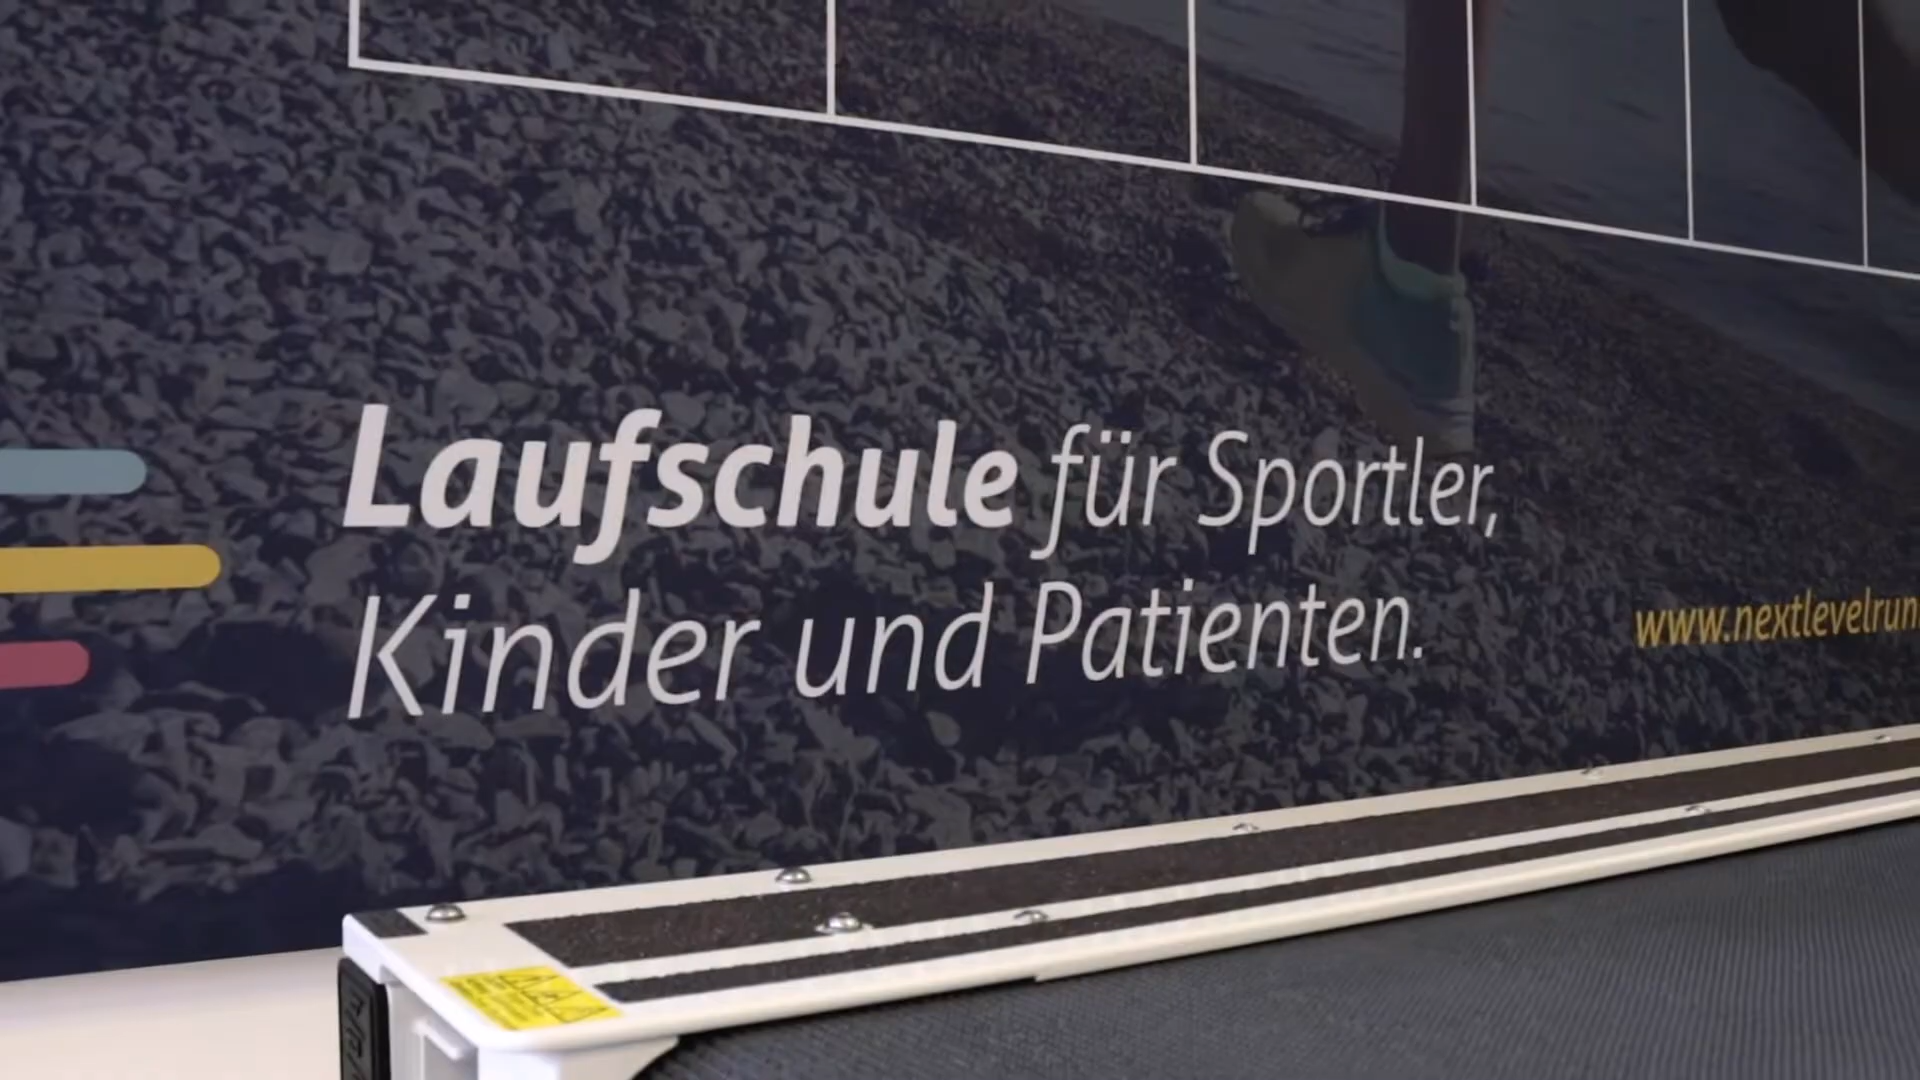 Laufschule für Sportler,
Kinder und Patienten.
www.nextlevelrun